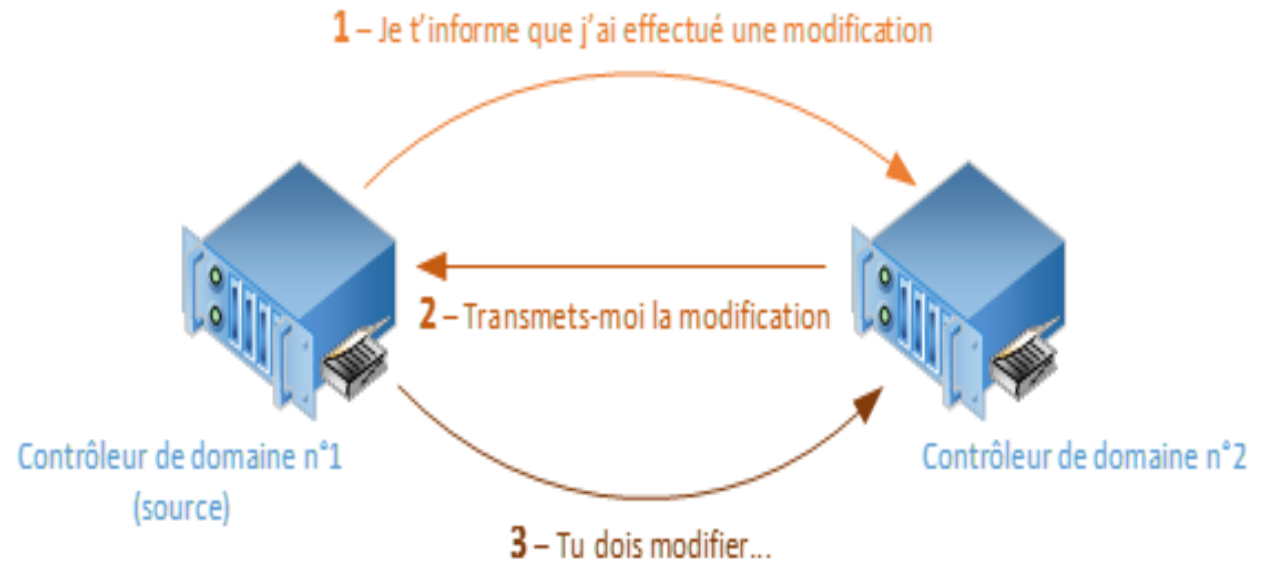 1 – Je t'informe que j'ai effectué une modification
2 – Transmets-moi la modification
Contrôleur de domaine n°1
(source)
Contrôleur de domaine n°2
3 – Tu dois modifier...